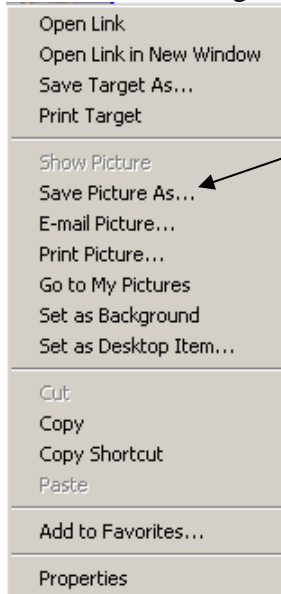 Open Link
Open Link in New Window
Save Target As...
Print Target
Show Picture
Save Picture As...
E-mail Picture...
Print Picture...
Go to My Pictures
Set as Background
Set as Desktop Item...
Cut
Copy
Copy Shortcut
Paste
Add to Favorites...
Properties